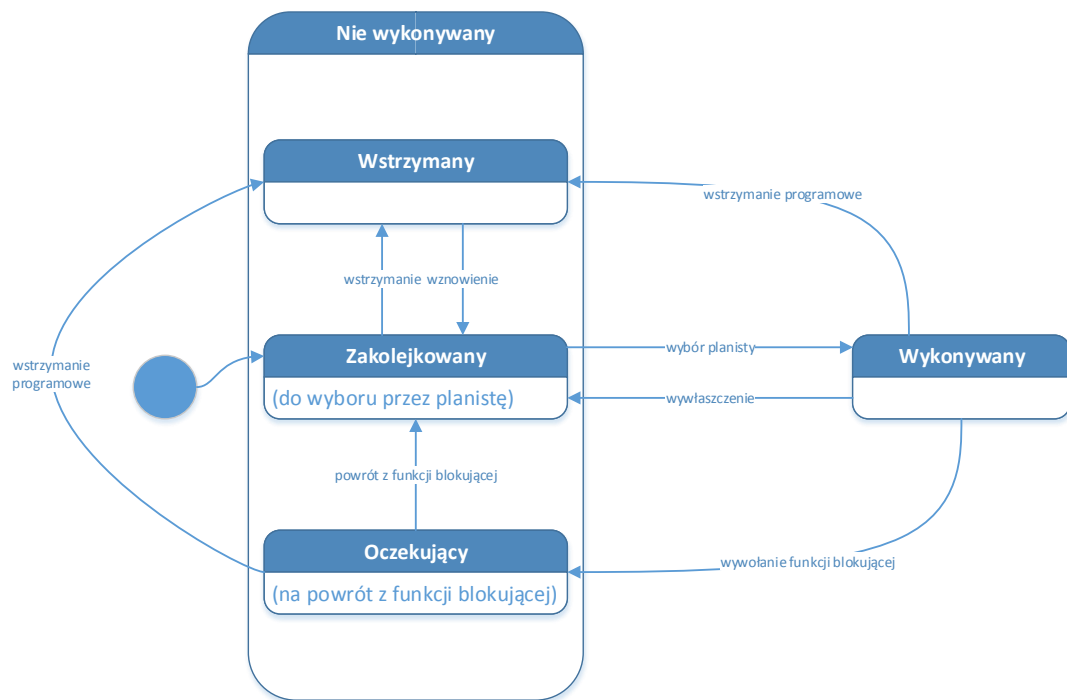 Nie wykonywany
Wstrzymany
wstrzymanie programowe
wstrzymanie wznowienie
wstrzymanie
programowe
Zakolejkowany
(do wyboru przez planistę)
wybór planisty
wywłaszczenie
Wykonywany
powrót z funkcji blokującej
Oczekujący
(na powrót z funkcji blokującej)
wywołanie funkcji blokującej